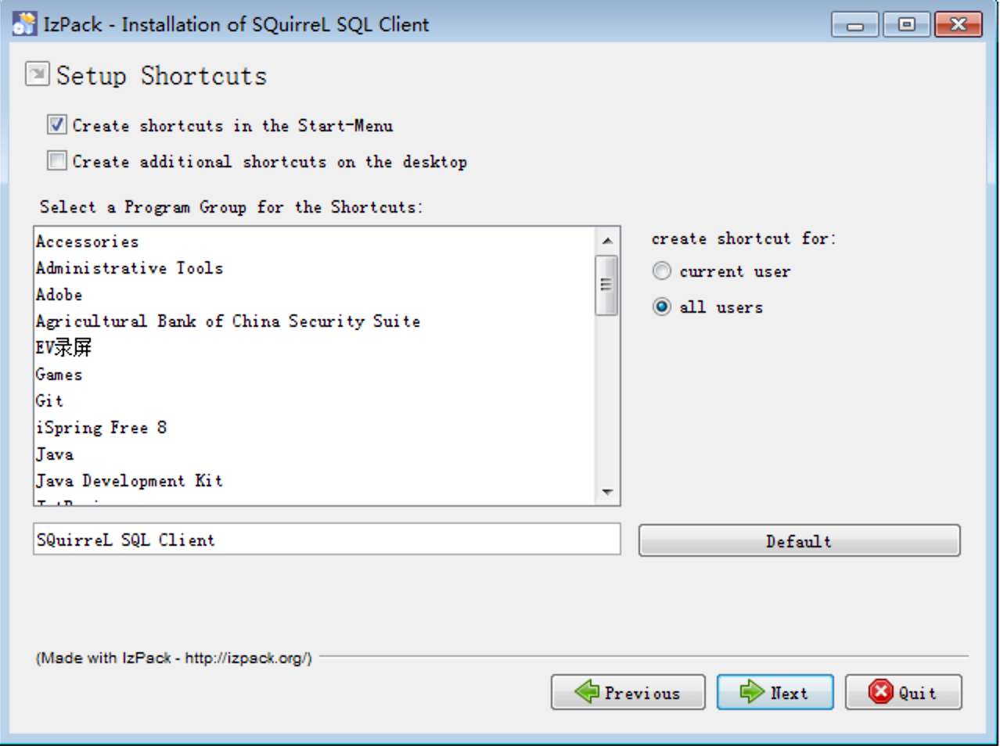 IzPack - Installation of SQuirreL SQL Client
Setup Shortcuts
Create shortcuts in the Start-Menu
Create additional shortcuts on the desktop
Select a Program Group for the Shortcuts:
Accessories
Administrative Tools
Adobe
Agricultural Bank of China Security Suite
EV录屏
Games
Git
iSpring Free 8
Java
Java Development Kit
create shortcut for:
current user
all users
SQuirreL SQL Client
Default
(Made with IzPack - http://izpack.org/)
Previous
Next
Quit